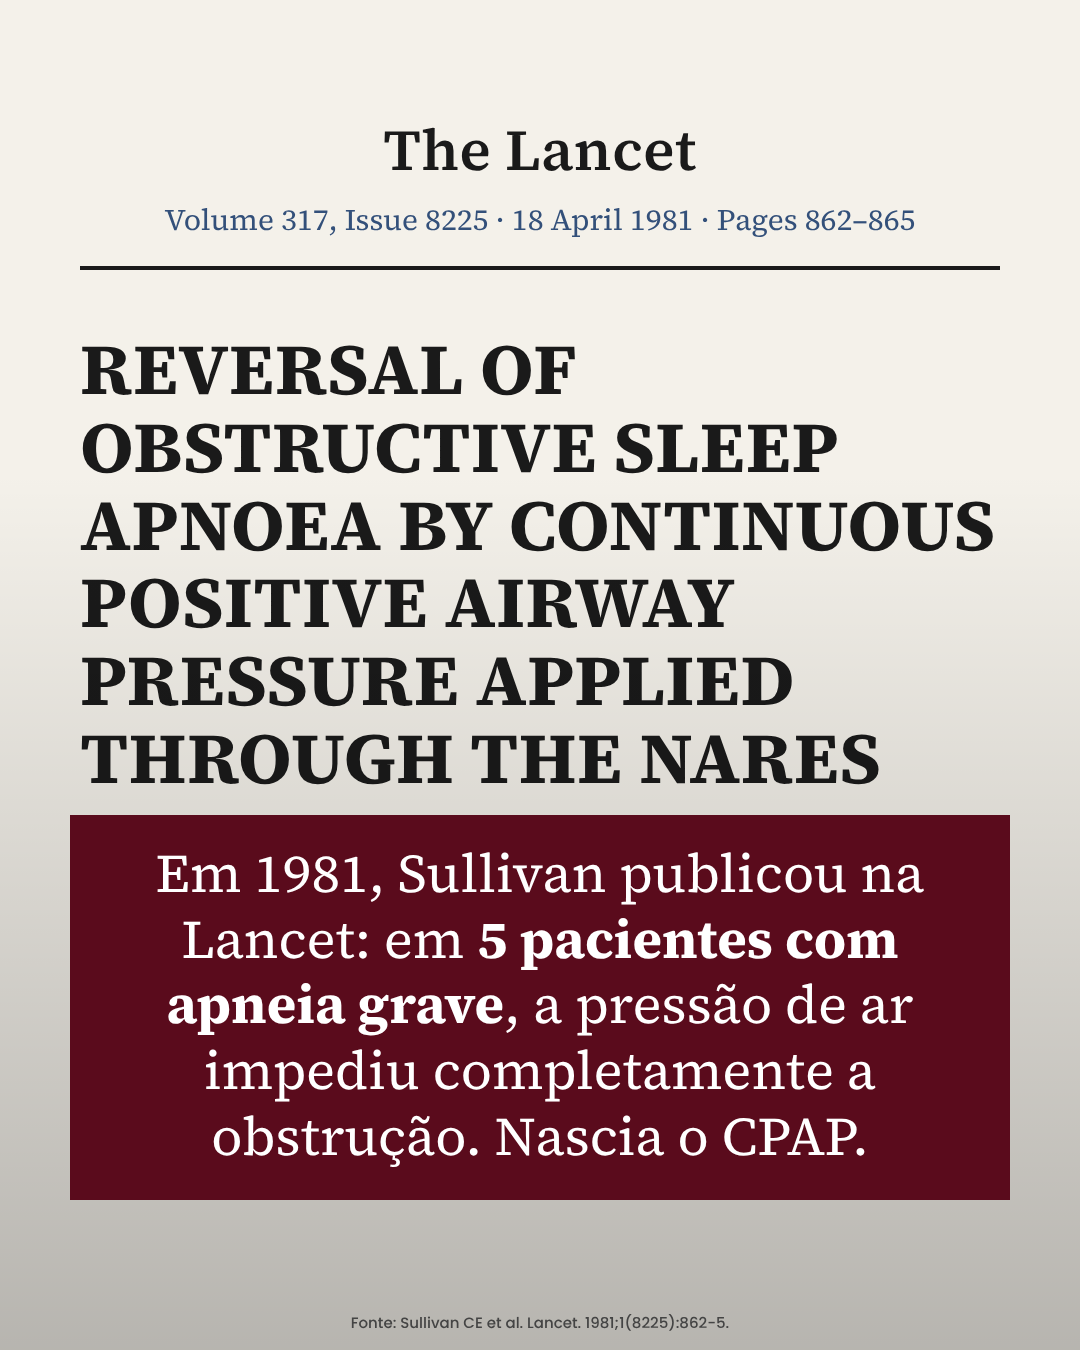 The Lancet
Volume 317, Issue 8225 · 18 April 1981 · Pages 862–865
REVERSAL OF
OBSTRUCTIVE SLEEP
APNOEA BY CONTINUOUS
POSITIVE AIRWAY
PRESSURE APPLIED
THROUGH THE NARES
Em 1981, Sullivan publicou na
Lancet: em 5 pacientes com
apneia grave, a pressão de ar
impediu completamente a
obstrução. Nascia o CPAP.
Fonte: Sullivan CE et al. Lancet. 1981;1(8225):862-5.